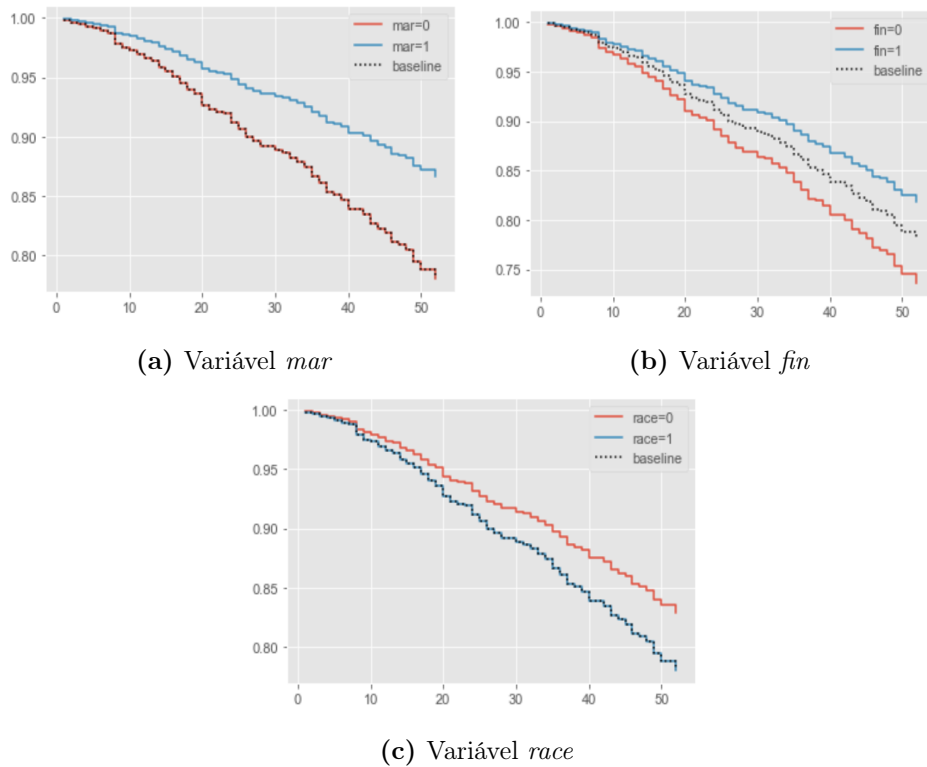 1.00
0.95
0.90
0.85
0.80
0 10 20 30 40 50
mar=0
mar=1
baseline
(a) Variável mar
1.00
0.95
0.90
0.85
0.80
0.75
0 10 20 30 40 50
fin=0
fin=1
baseline
(b) Variável fin
1.00
0.95
0.90
0.85
0.80
0 10 20 30 40 50
race=0
race=1
baseline
(c) Variável race